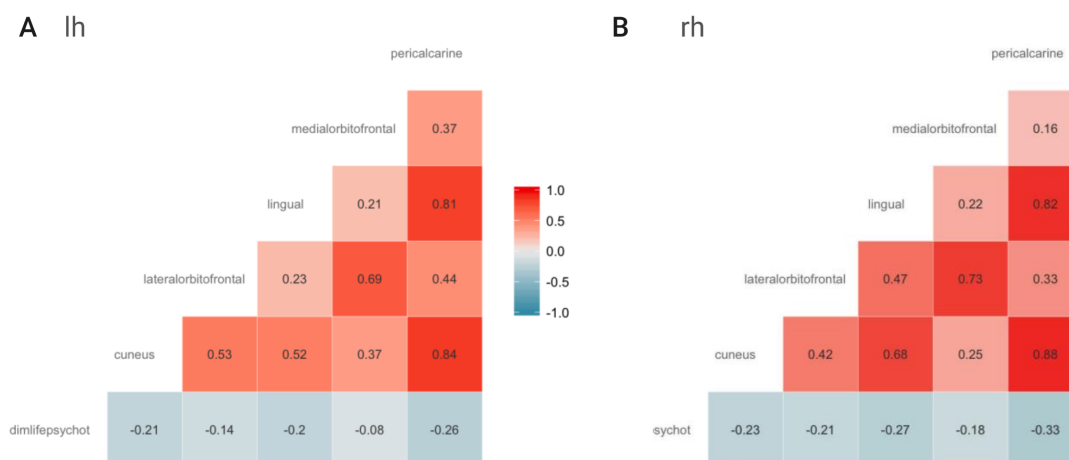 A lh
pericalcarine
medialorbitofrontal 0.37
lingual 0.21 0.81
lateralorbitofrontal 0.23 0.69 0.44
cuneus 0.53 0.52 0.37 0.84
dimlifepsychot -0.21 -0.14 -0.2 -0.08 -0.26
1.0
0.5
0.0
-0.5
-1.0
B rh
pericalcarine
medialorbitofrontal 0.16
lingual 0.22 0.82
lateralorbitofrontal 0.47 0.73 0.33
cuneus 0.42 0.68 0.25 0.88
sychot -0.23 -0.21 -0.27 -0.18 -0.33